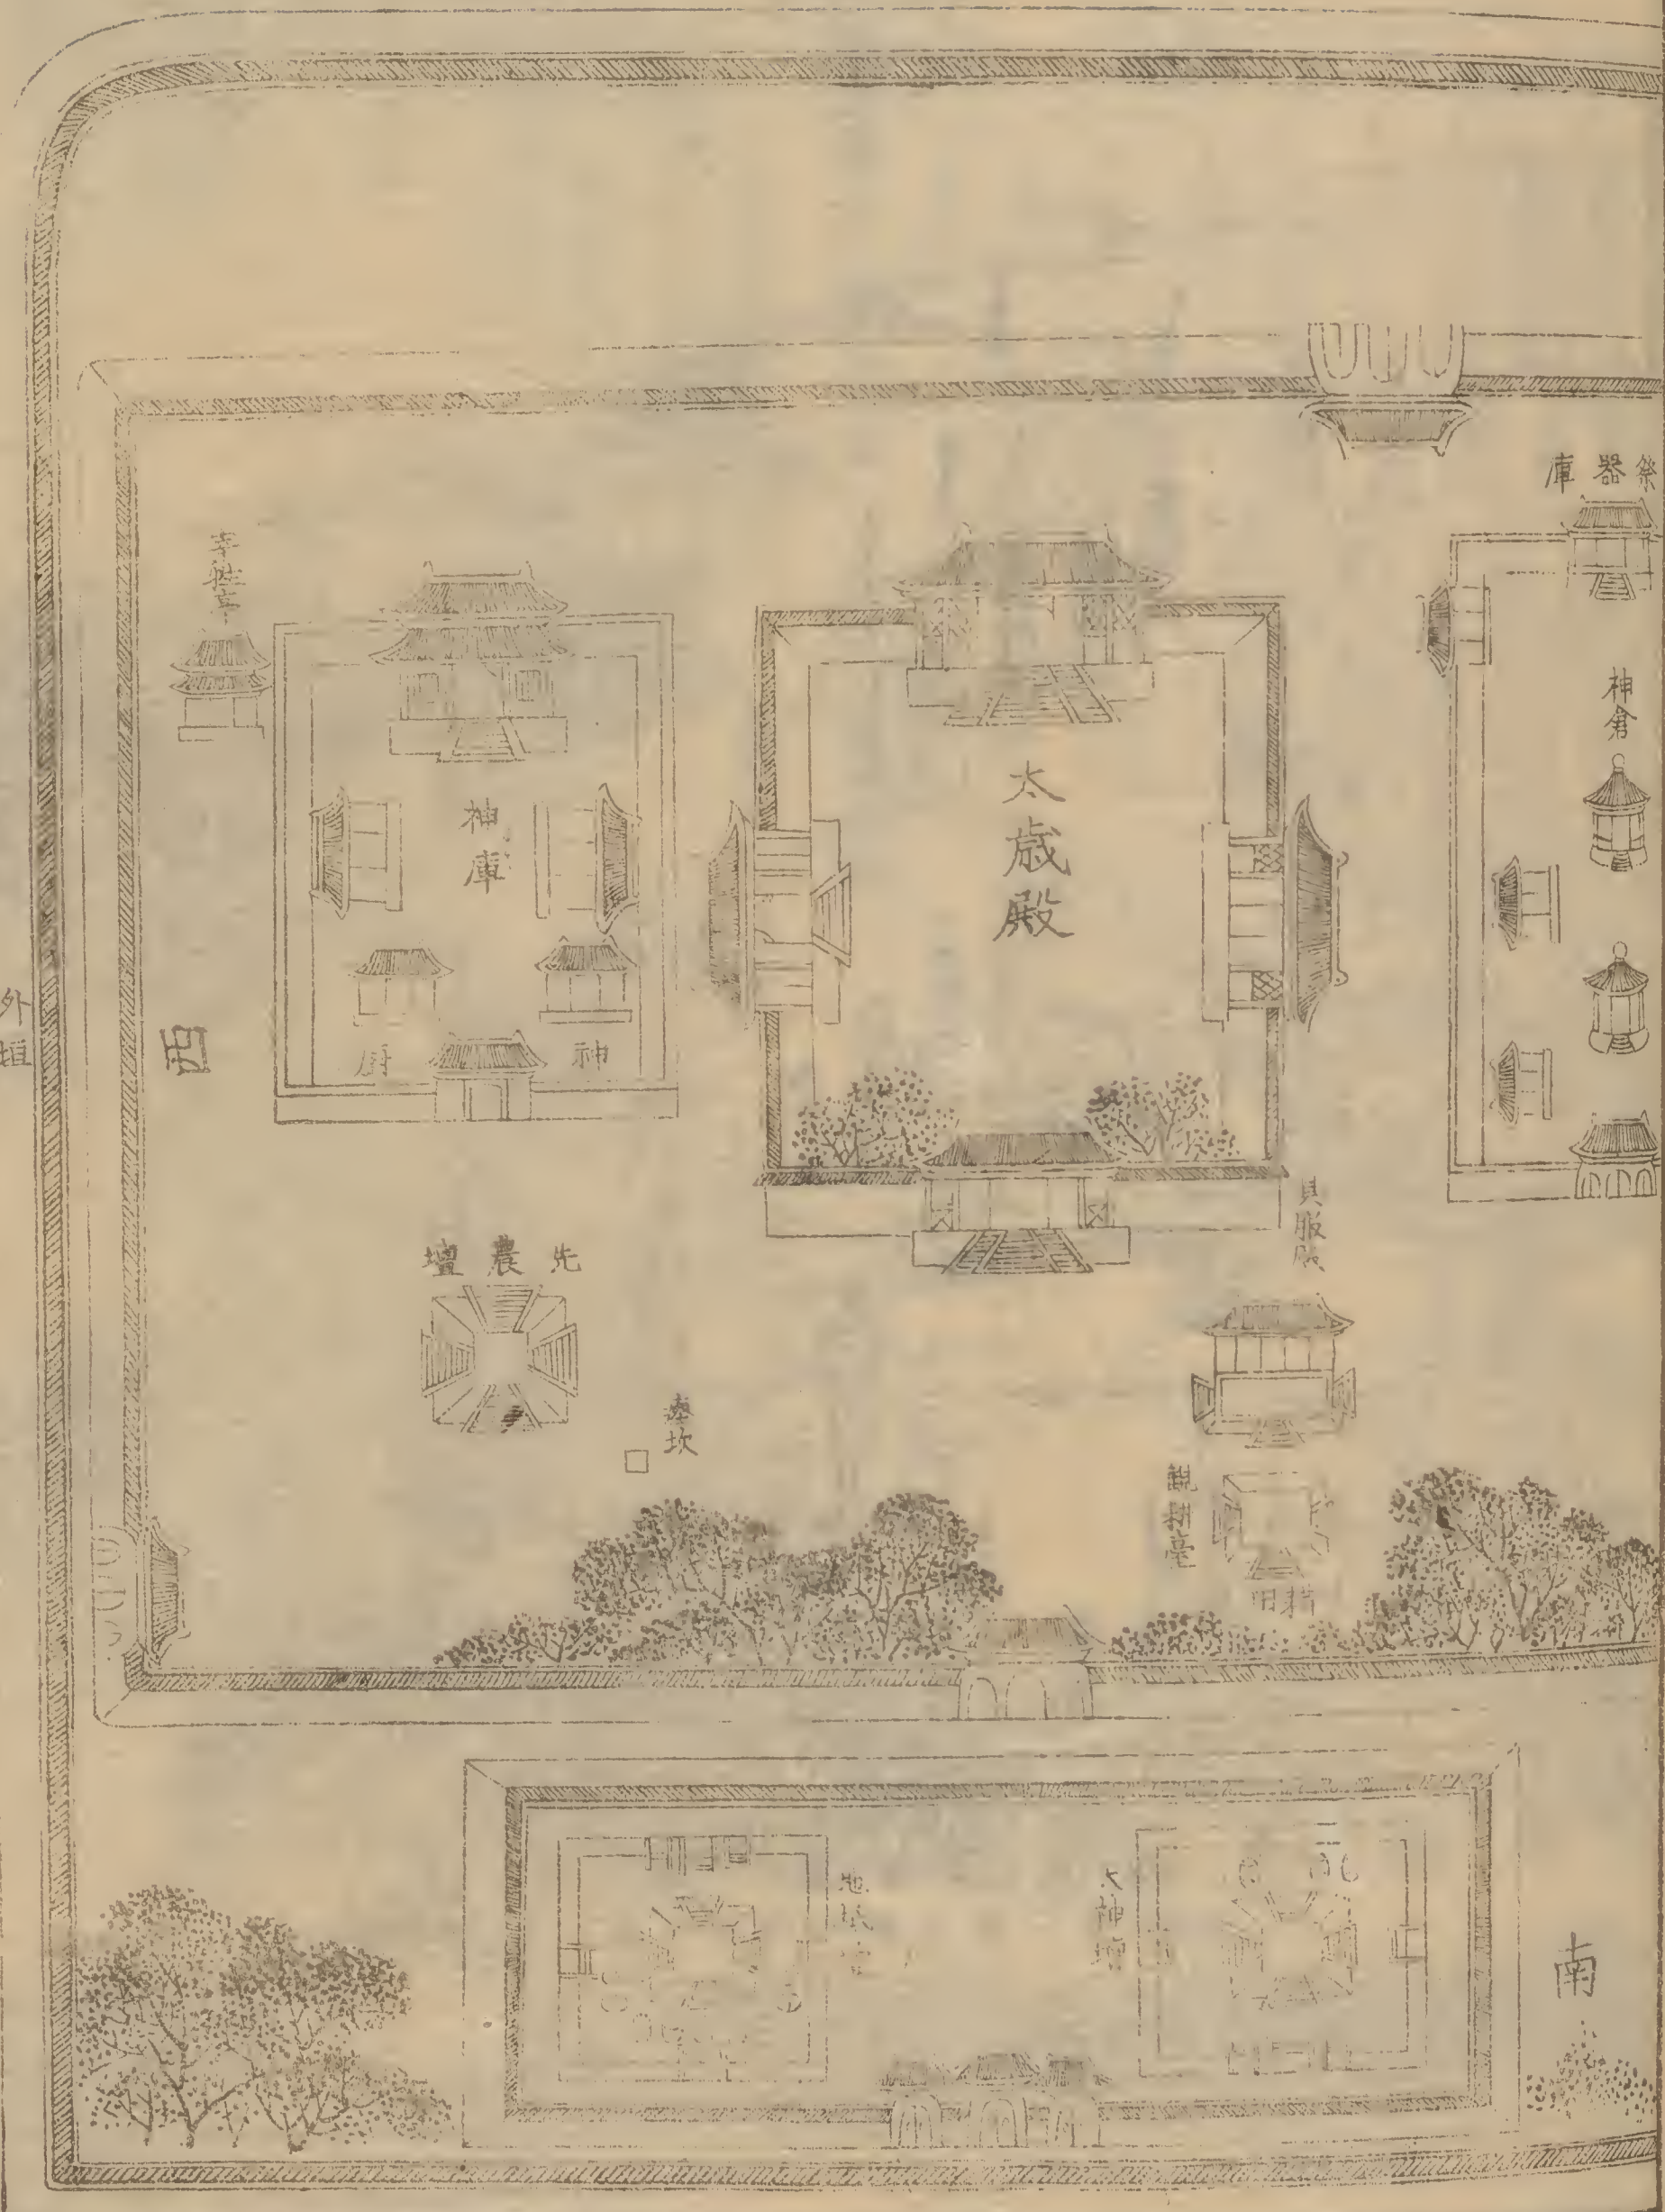 祭器庫
神倉
太歲殿
具服殿
觀耕臺
耕田
宰牲亭
神庫
神廚
先農壇
瘞坎
西
外垣
天神壇
地祇壇
南